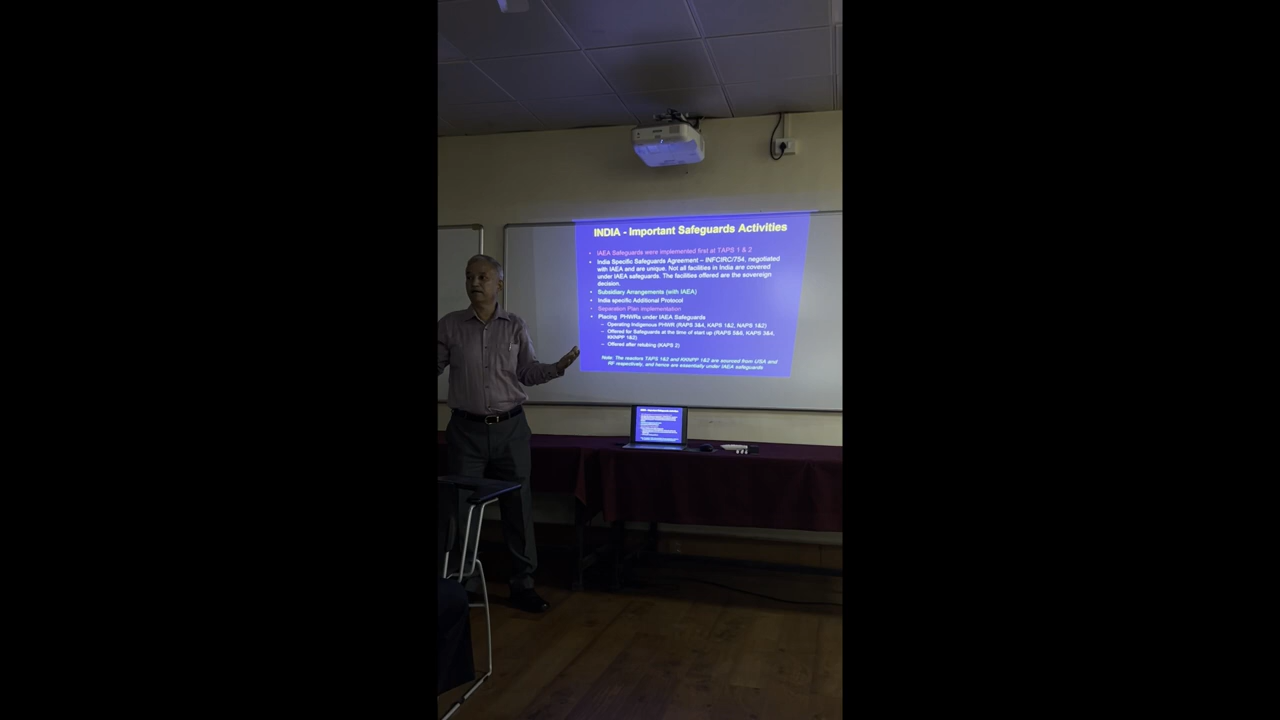 INDIA - Important Safeguards Activities
• IAEA Safeguards were implemented first at TAPS 1 & 2
• India Specific Safeguards Agreement – INFCIRC/754, negotiated
with IAEA and are unique. Not all facilities in India are covered
under IAEA safeguards. The facilities offered are the sovereign
decision.
• Subsidiary Arrangements (with IAEA)
• India specific Additional Protocol
• Separation Plan implementation
• Placing PHWRs under IAEA Safeguards
– Operating Indigenous PHWR (RAPS 3&4, KAPS 1&2, NAPS 1&2)
– Offered for Safeguards at the time of start up (RAPS 5&6, KAPS 3&4,
KKNPP 1&2)
– Offered after retubing (KAPS 2)
Note: The reactors TAPS 1&2 and KKNPP 1&2 are sourced from USA and
RF respectively, and hence are essentially under IAEA safeguards